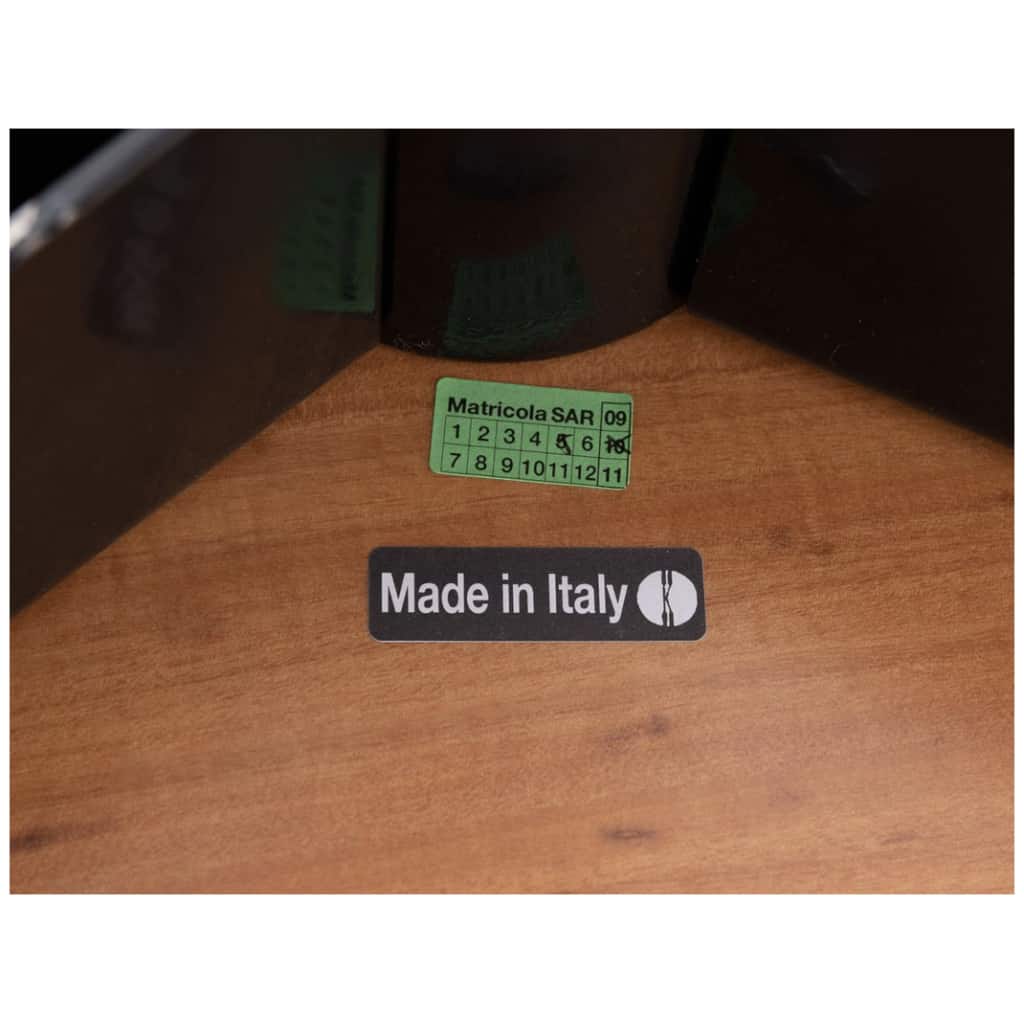 Matricola SAR 09
1 2 3 4 5 6 10
7 8 9 10 11 12 11
Made in Italy K